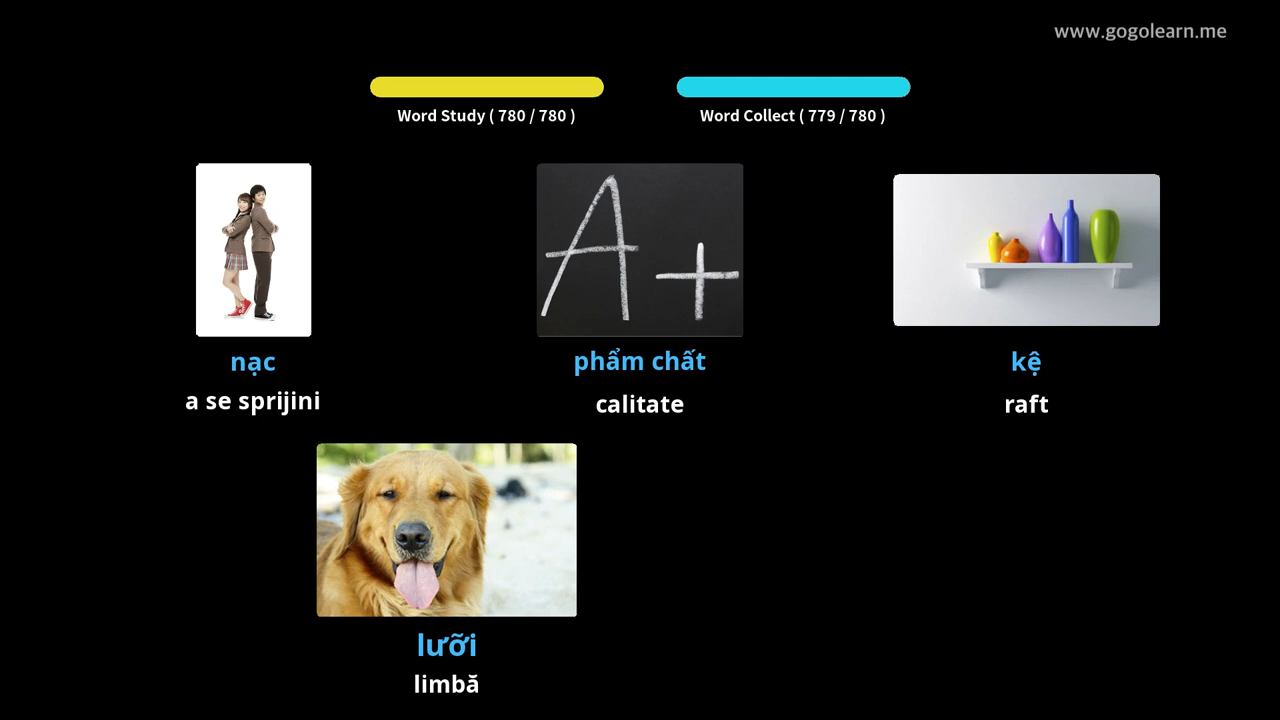 www.gogolearn.me
Word Study ( 780 / 780 )
Word Collect ( 779 / 780 )
A+
nạc
a se sprijini
phẩm chất
calitate
kệ
raft
lưỡi
limbă